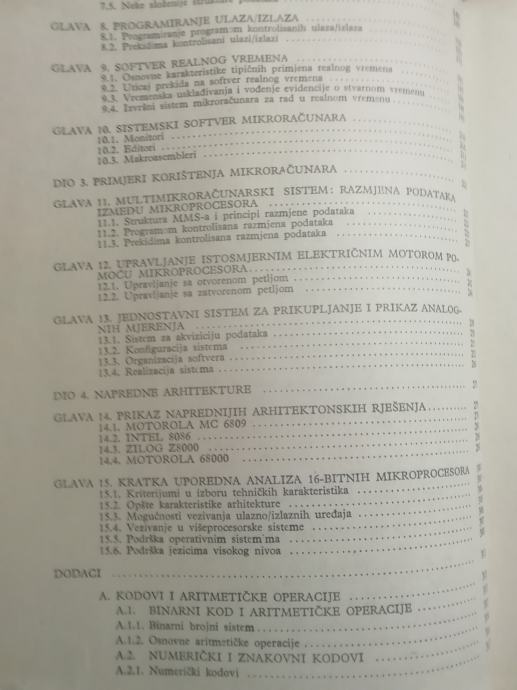 7.5. Neke složenije strukture podataka
GLAVA 8. PROGRAMIRANJE ULAZA/IZLAZA
8.1. Programiranje programom kontrolisanih ulaza/izlaza
8.2. Prekidima kontrolisani ulazi/izlazi
GLAVA 9. SOFTVER REALNOG VREMENA
9.1. Osnovne karakteristike tipičnih primjena realnog vremena
9.2. Uticaj prekida na softver realnog vremena
9.3. Vremenska usklađivanja i vođenje evidencije o stvarnom vremenu
9.4. Izvršni sistem mikroračunara za rad u realnom vremenu
GLAVA 10. SISTEMSKI SOFTVER MIKRORAČUNARA
10.1. Monitori
10.2. Editori
10.3. Makroasembleri
DIO 3. PRIMJERI KORIŠTENJA MIKRORAČUNARA
GLAVA 11. MULTIMIKRORAČUNARSKI SISTEM: RAZMJENA PODATAKA
IZMEĐU MIKROPROCESORA
11.1. Struktura MMS-a i principi razmjene podataka
11.2. Programom kontrolisana razmjena podataka
11.3. Prekidima kontrolisana razmjena podataka
GLAVA 12. UPRAVLJANJE ISTOSMJERNIM ELEKTRIČNIM MOTOROM PO-
MOĆU MIKROPROCESORA
12.1. Upravljanje sa otvorenom petljom
12.2. Upravljanje sa zatvorenom petljom
GLAVA 13. JEDNOSTAVNI SISTEM ZA PRIKUPLJANJE I PRIKAZ ANALOG-
NIH MJERENJA
13.1. Sistem za akviziciju podataka
13.2. Konfiguracija sistema
13.3. Organizacija softvera
13.4. Realizacija sistema
DIO 4. NAPREDNE ARHITEKTURE
GLAVA 14. PRIKAZ NAPREDNIJIH ARHITEKTONSKIH RJEŠENJA
14.1. MOTOROLA MC 6809
14.2. INTEL 8086
14.3. ZILOG Z8000
14.4. MOTOROLA 68000
GLAVA 15. KRATKA UPOREDNA ANALIZA 16-BITNIH MIKROPROCESORA
15.1. Kriterijumi u izboru tehničkih karakteristika
15.2. Opšte karakteristike arhitekture
15.3. Mogućnosti vezivanja ulazno/izlaznih uređaja
15.4. Vezivanje u višeprocesorske sisteme
15.5. Podrška operativnim sistemima
15.6. Podrška jezicima visokog nivoa
DODACI
A. KODOVI I ARITMETIČKE OPERACIJE
A.1. BINARNI KOD I ARITMETIČKE OPERACIJE
A.1.1. Binarni brojni sistem
A.1.2. Osnovne aritmetičke operacije
A.2. NUMERIČKI I ZNAKOVNI KODOVI
A.2.1. Numerički kodovi